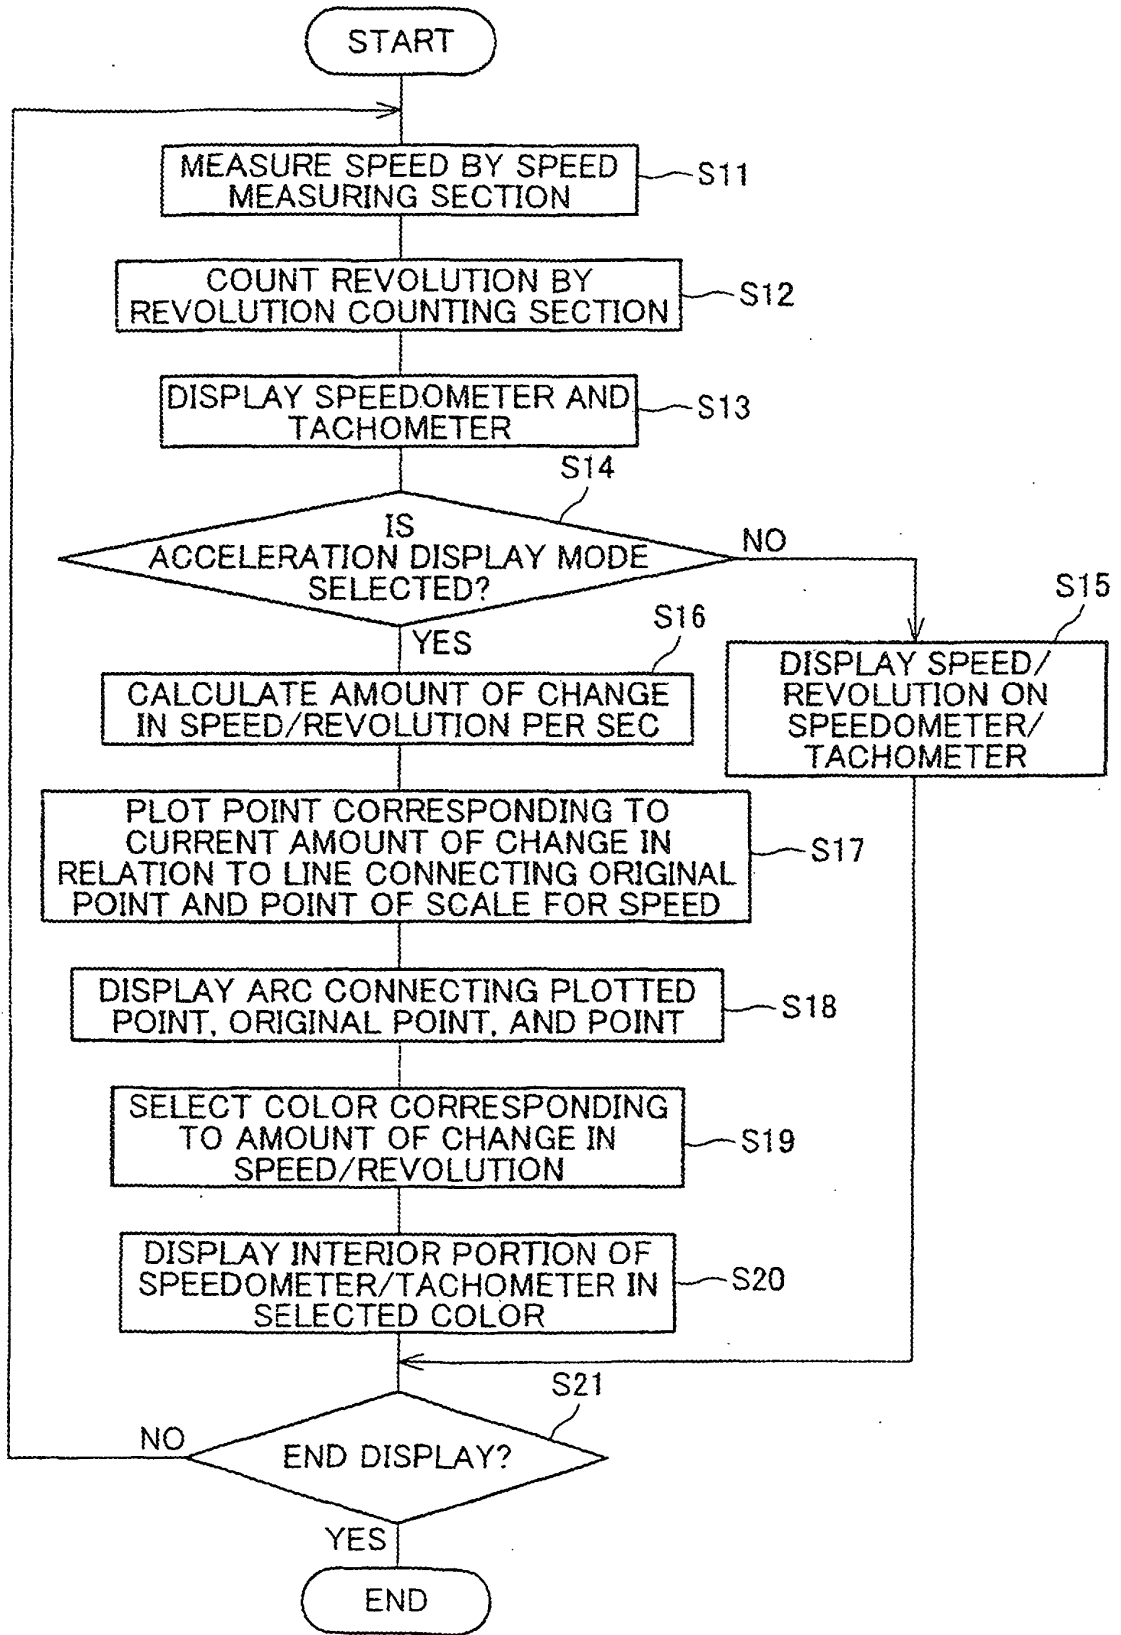 START
MEASURE SPEED BY SPEED
MEASURING SECTION
S11
COUNT REVOLUTION BY
REVOLUTION COUNTING SECTION
S12
DISPLAY SPEEDOMETER AND
TACHOMETER
S13
S14
IS
ACCELERATION DISPLAY MODE
SELECTED?
NO
YES
S15
DISPLAY SPEED/
REVOLUTION ON
SPEEDOMETER/
TACHOMETER
S16
CALCULATE AMOUNT OF CHANGE
IN SPEED/REVOLUTION PER SEC
PLOT POINT CORRESPONDING TO
CURRENT AMOUNT OF CHANGE IN
RELATION TO LINE CONNECTING ORIGINAL
POINT AND POINT OF SCALE FOR SPEED
S17
DISPLAY ARC CONNECTING PLOTTED
POINT, ORIGINAL POINT, AND POINT
S18
SELECT COLOR CORRESPONDING
TO AMOUNT OF CHANGE IN
SPEED/REVOLUTION
S19
DISPLAY INTERIOR PORTION OF
SPEEDOMETER/TACHOMETER IN
SELECTED COLOR
S20
S21
NO
END DISPLAY?
YES
END